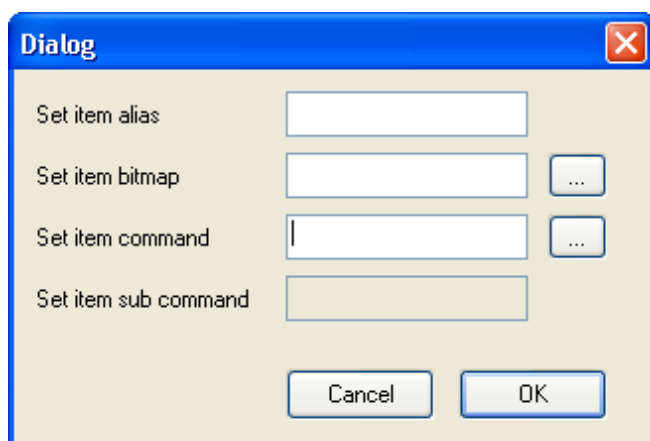 Dialog
Set item alias
Set item bitmap
...
Set item command
...
Set item sub command
Cancel
OK